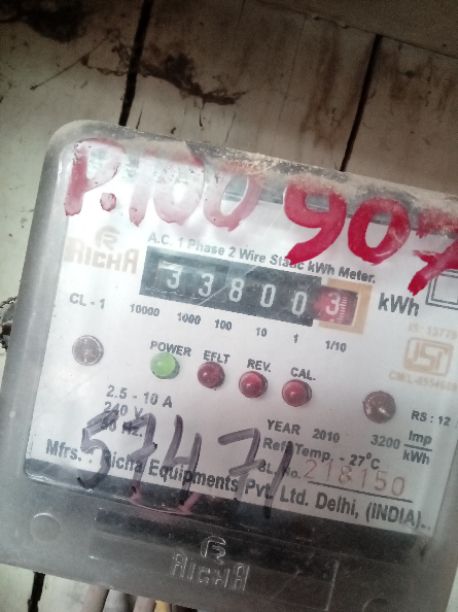 P.100 907
RICHA
A.C. 1 Phase 2 Wire Static kWh Meter.
338003 kWh
CL - 1
10000 1000 100 10 1 1/10
POWER EFLT REV. CAL.
ISI
2.5 - 10 A
240 V.
50 Hz.
RS : 12
YEAR 2010
3200 Imp
kWh
Ref. Temp. - 27°C
57471
SL. No. 218150
Mfrs. : Richa Equipments Pvt. Ltd. Delhi, (INDIA).
RICHA